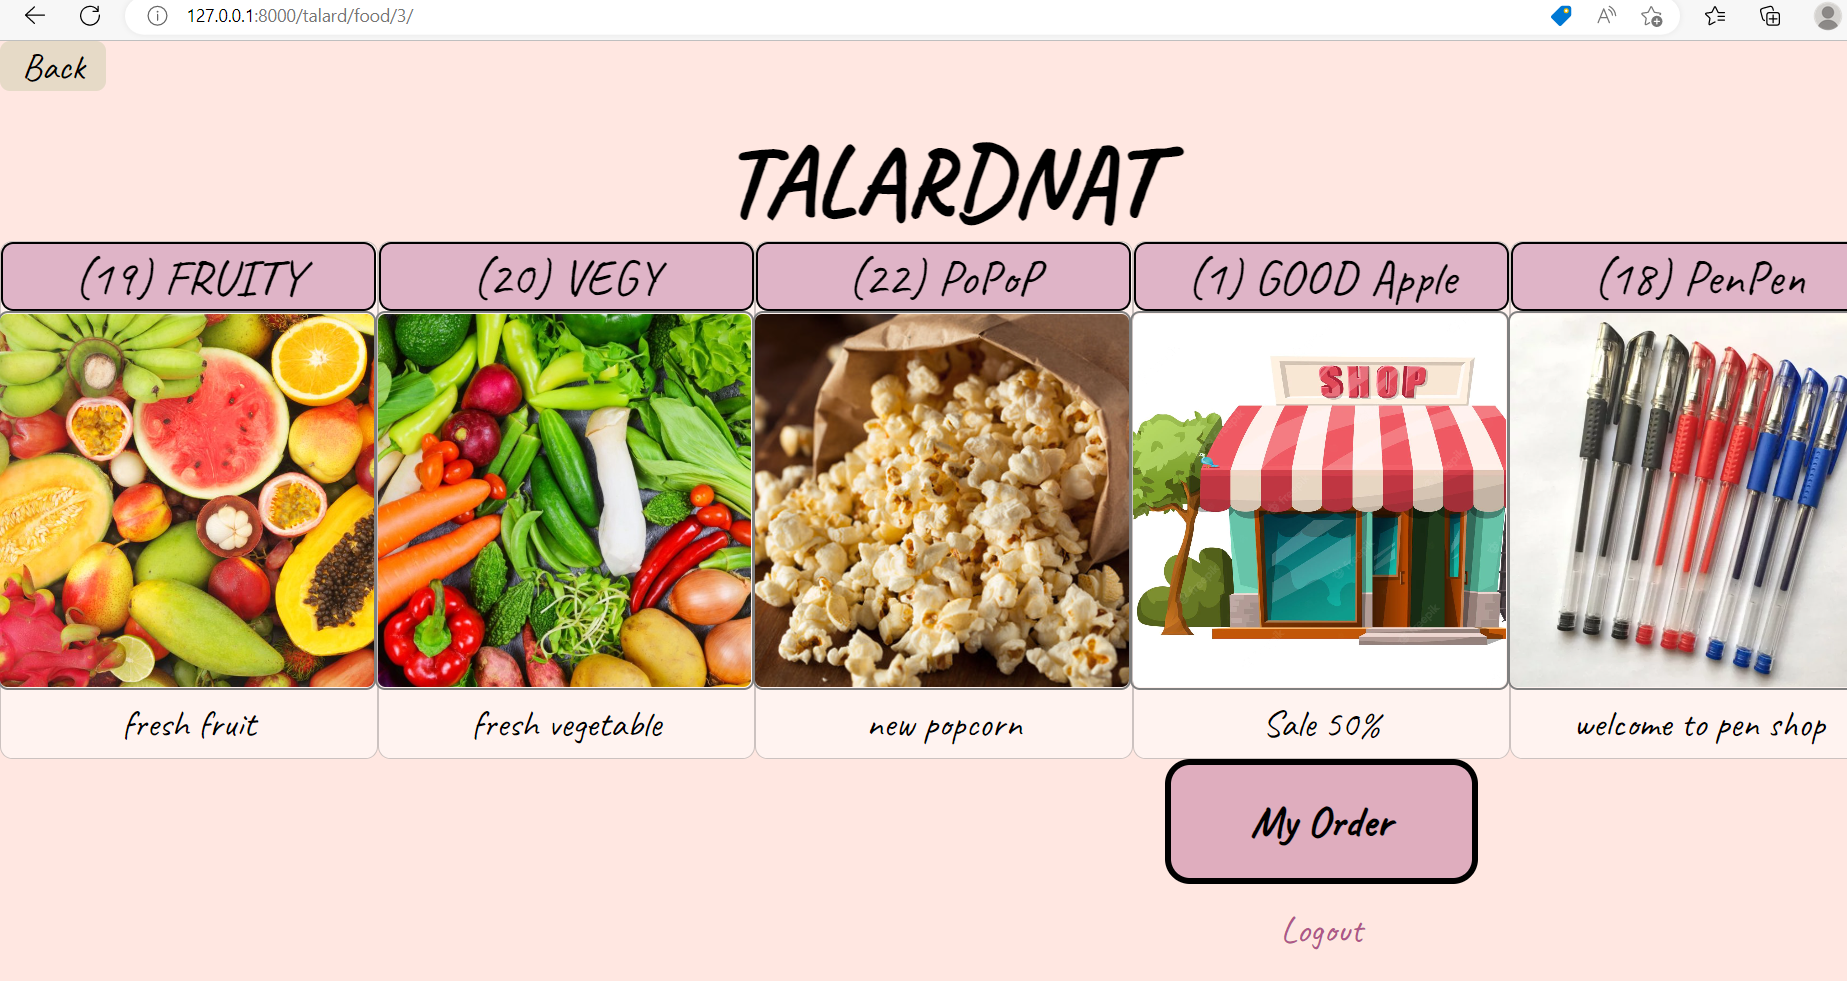 127.0.0.1:8000/talard/food/3/
Back
TALARDNAT
(19) FRUITY
(20) VEGY
(22) PoPoP
(1) GOOD Apple
(18) PenPen
SHOP
fresh fruit
fresh vegetable
new popcorn
Sale 50%
welcome to pen shop
My Order
Logout